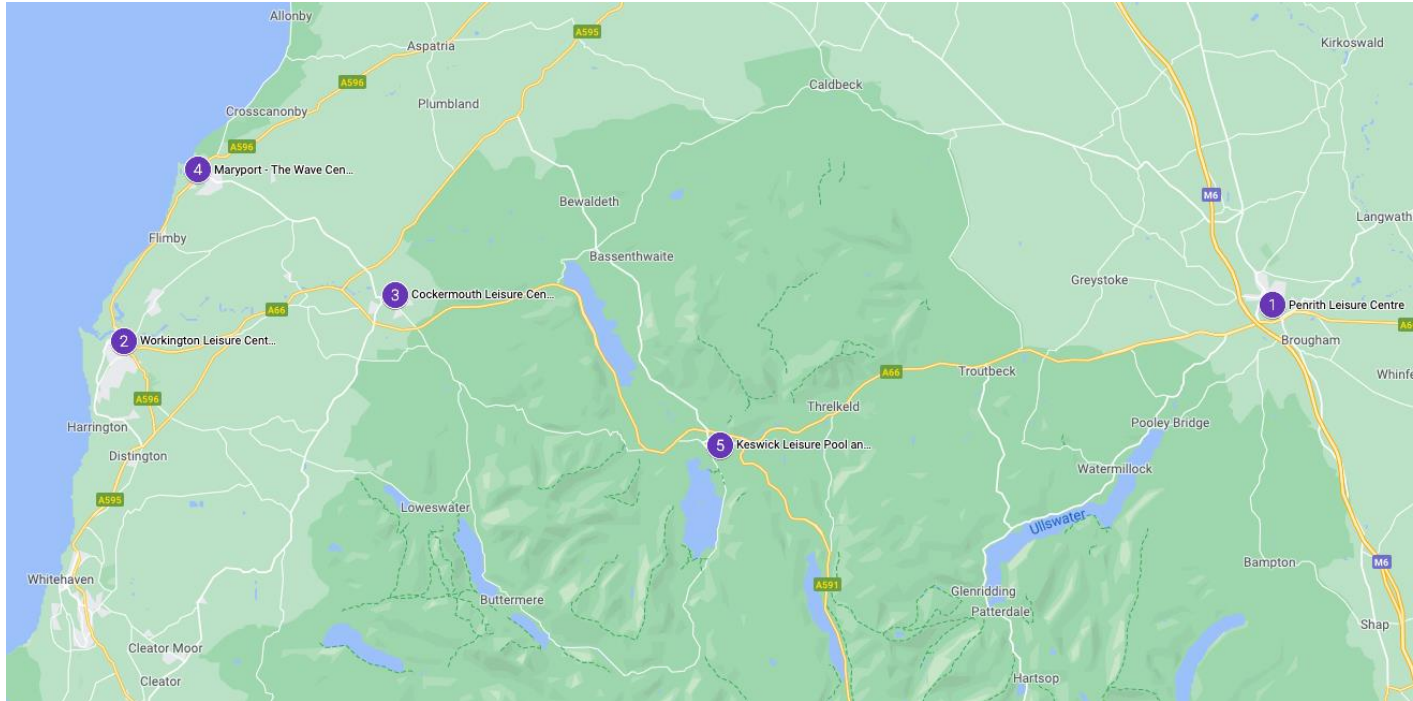 Allonby
A595
Kirkoswald
Aspatria
A596
Caldbeck
Plumbland
Crosscanonby
A596
4 Maryport - The Wave Cen...
M6
Bewaldeth
Langwath
Flimby
Bassenthwaite
Greystoke
3 Cockermouth Leisure Cen...
1 Penrith Leisure Centre
A66
A6
2 Workington Leisure Cent...
Brougham
Troutbeck
A66
Whinfe
A596
Threlkeld
Harrington
Pooley Bridge
5 Keswick Leisure Pool an...
Distington
Watermillock
A595
Loweswater
Ullswater
Bampton
M6
Whitehaven
A591
Glenridding
Buttermere
Patterdale
Shap
Cleator Moor
Hartsop
Cleator